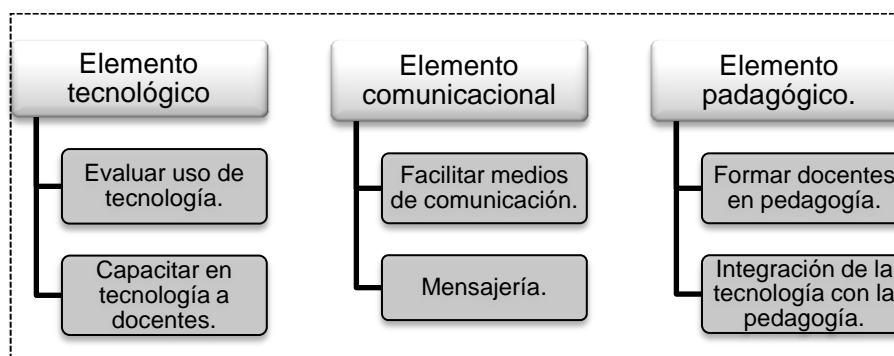 Elemento
tecnológico
Evaluar uso de
tecnología.
Capacitar en
tecnología a
docentes.
Elemento
comunicacional
Facilitar medios
de comunicación.
Mensajería.
Elemento
padagógico.
Formar docentes
en pedagogía.
Integración de la
tecnología con la
pedagogía.